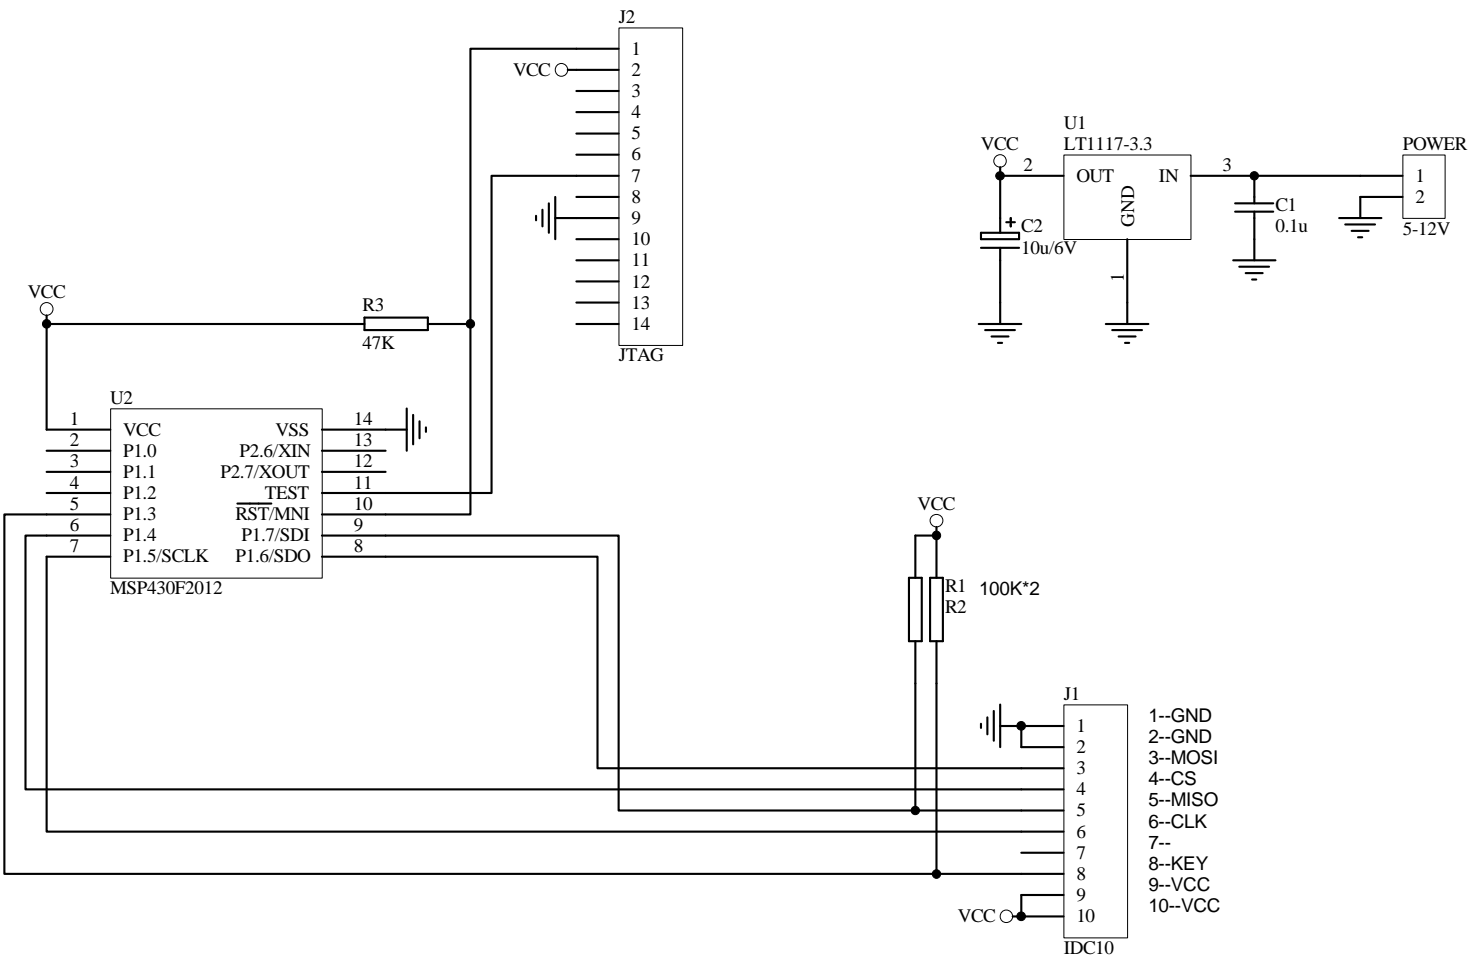 J2
1
VCC
2
3
4
5
6
7
8
9
10
11
12
13
14
JTAG
U1
LT1117-3.3
VCC
2
OUT
IN
3
GND
1
C2
10u/6V
+
C1
0.1u
POWER
1
2
5-12V
VCC
R3
47K
U2
1
VCC
VSS
14
2
P1.0
P2.6/XIN
13
3
P1.1
P2.7/XOUT
12
4
P1.2
TEST
11
5
P1.3
RST/MNI
10
6
P1.4
P1.7/SDI
9
7
P1.5/SCLK
P1.6/SDO
8
MSP430F2012
VCC
R1
R2
100K*2
J1
1
2
3
4
5
6
7
8
9
VCC
10
IDC10
1--GND
2--GND
3--MOSI
4--CS
5--MISO
6--CLK
7--
8--KEY
9--VCC
10--VCC